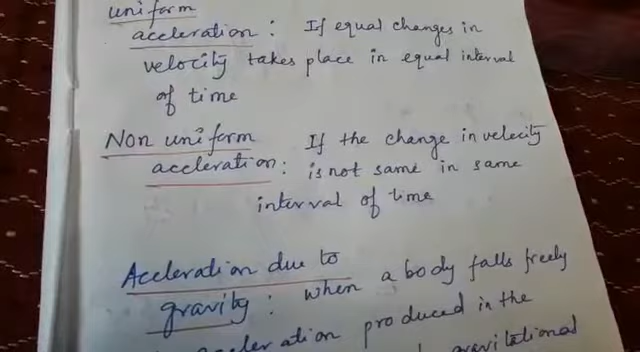 uniform
acceleration : If equal changes in
velocity takes place in equal interval
of time
Non uniform If the change in velocity
acceleration : is not same in same
interval of time
Acceleration due to
gravity : when a body falls freely
acceleration produced in the
gravitational